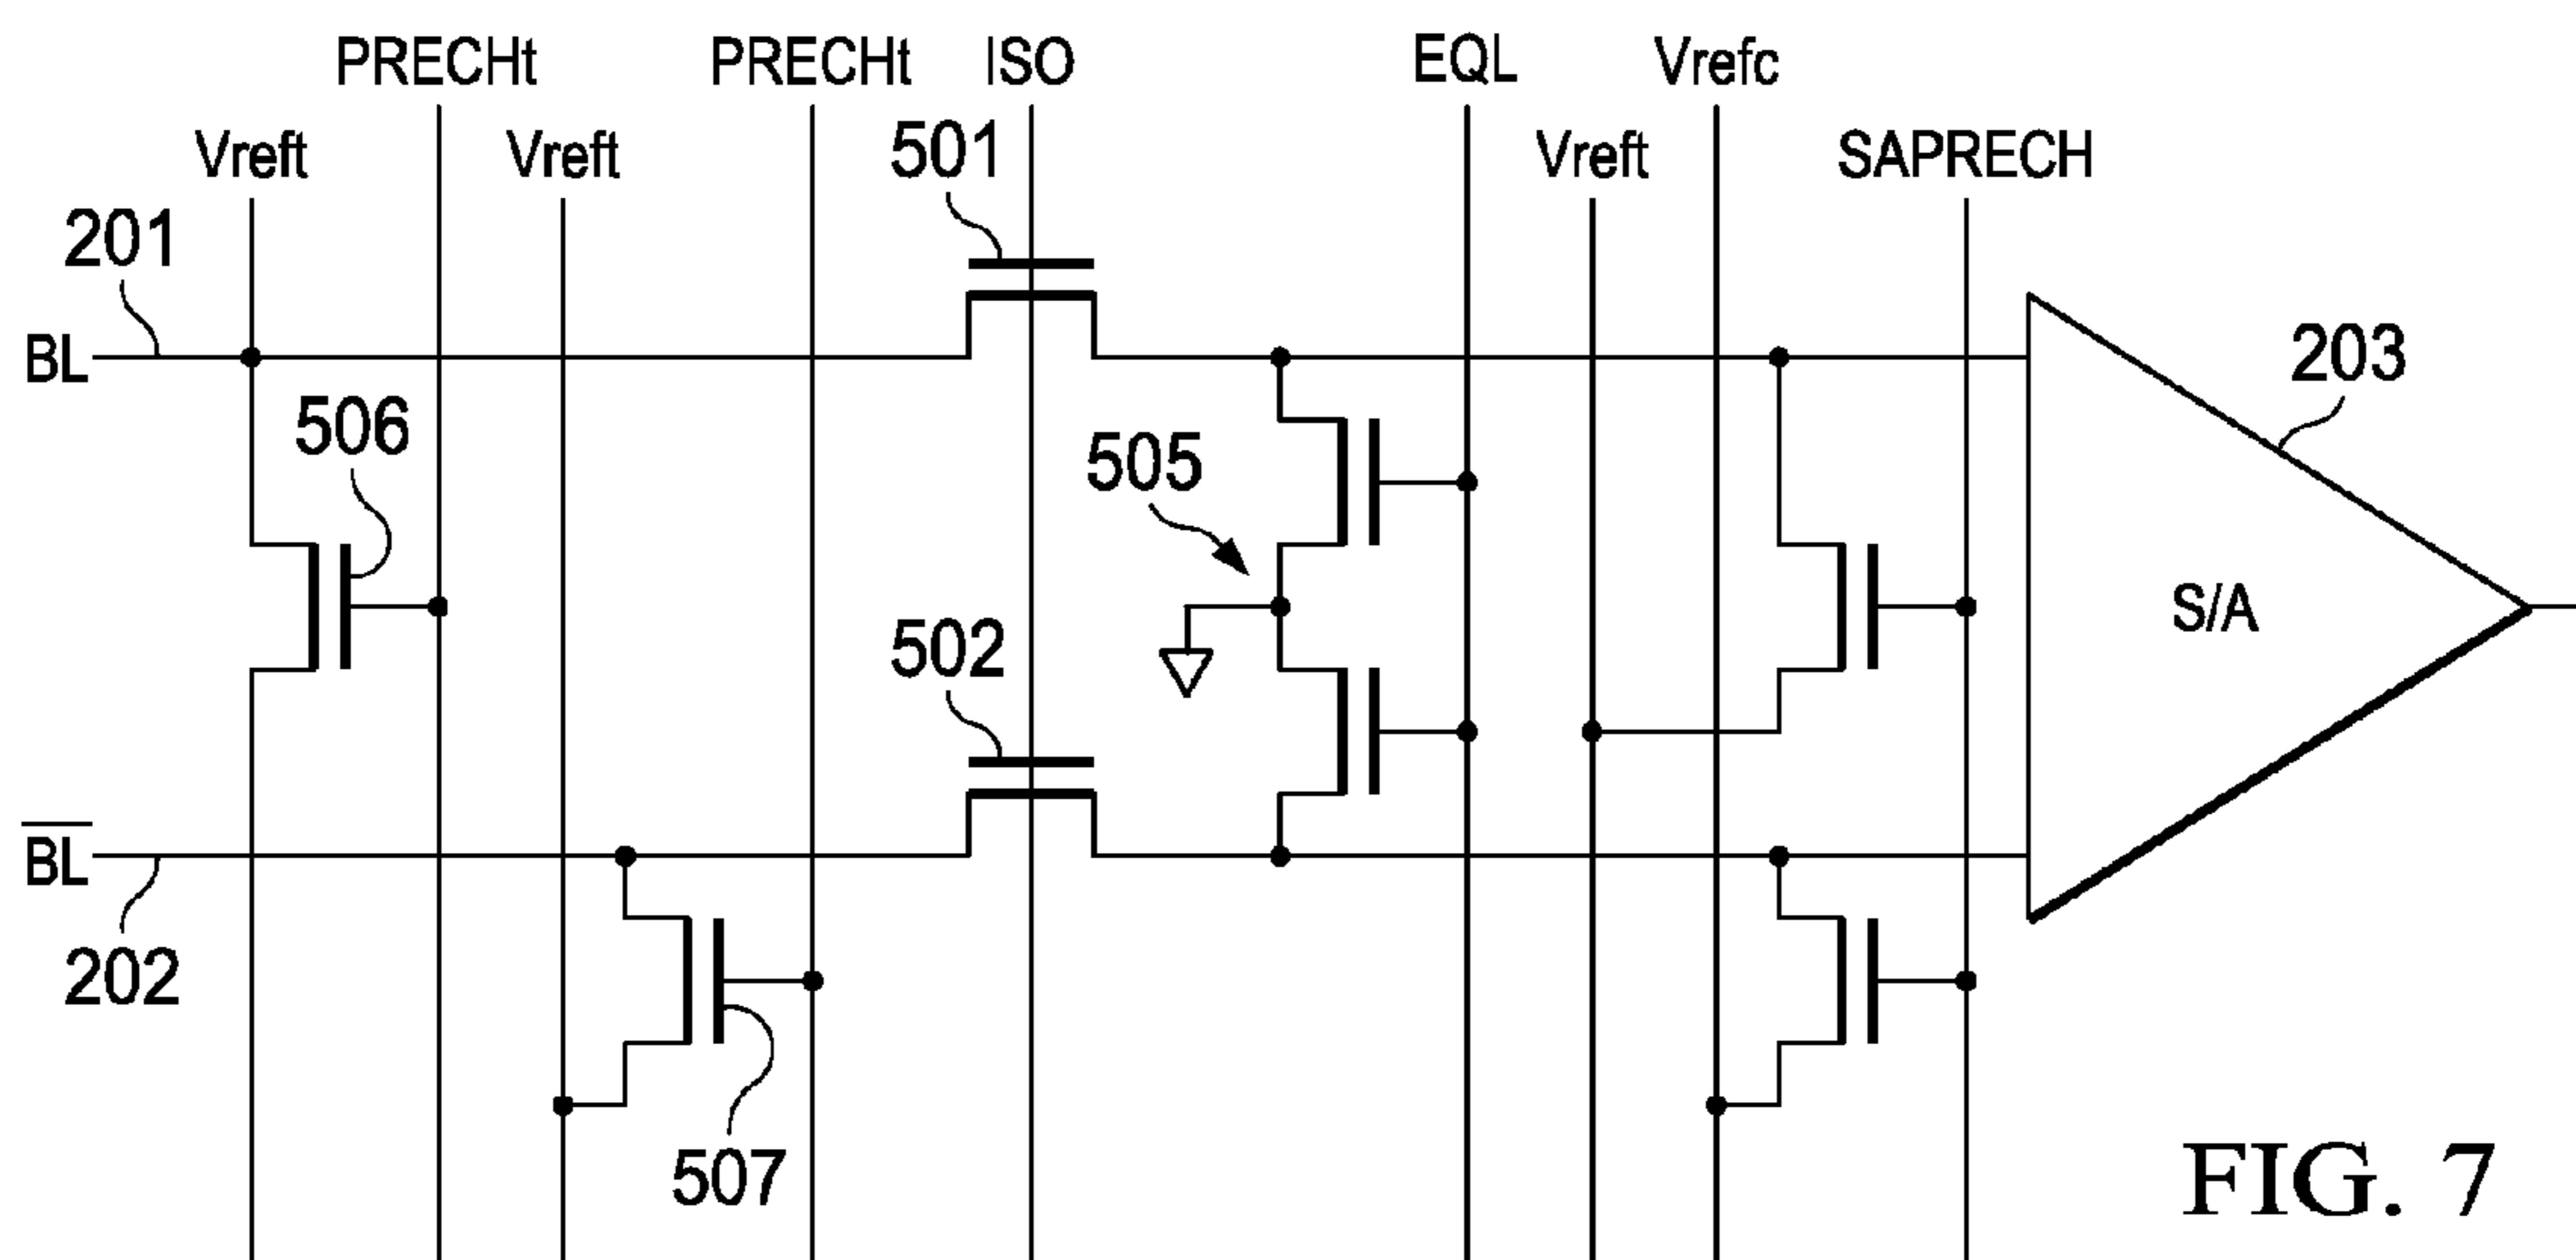 PRECHt
PRECHt
ISO
EQL
Vrefc
Vreft
Vreft
501
Vreft
SAPRECH
201
BL
506
505
203
502
S/A
B̅L̅
202
507
FIG. 7